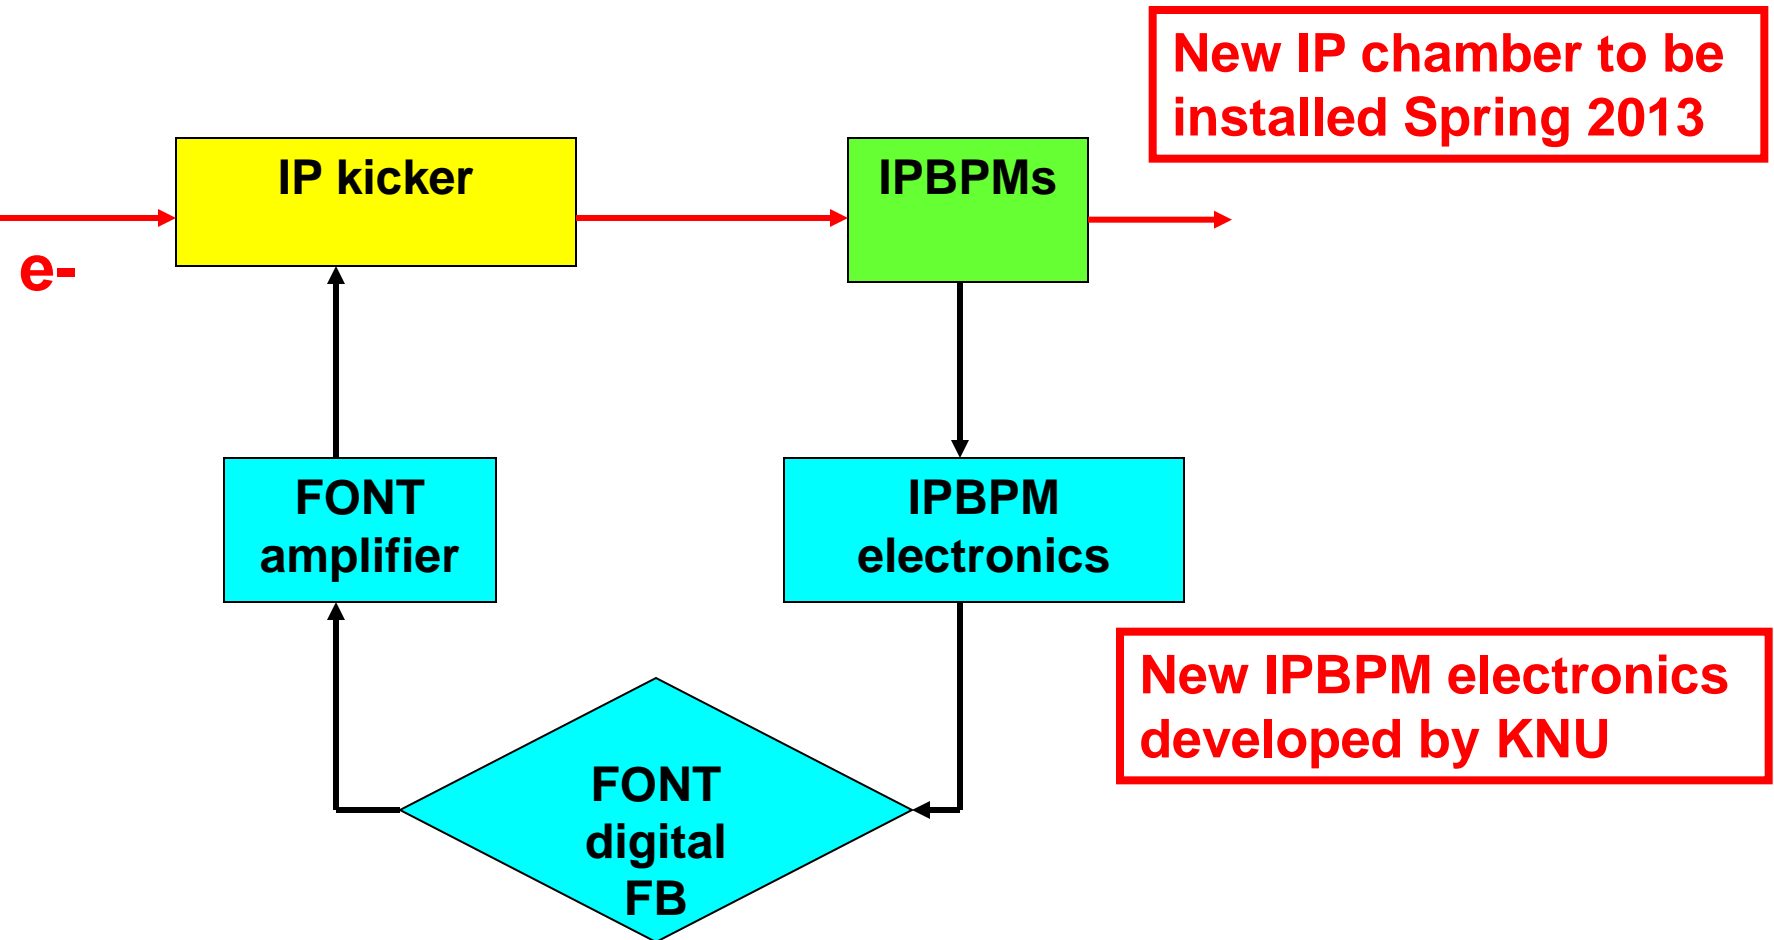 New IP chamber to be
installed Spring 2013
IP kicker
IPBPMs
e-
FONT
amplifier
IPBPM
electronics
New IPBPM electronics
developed by KNU
FONT
digital
FB